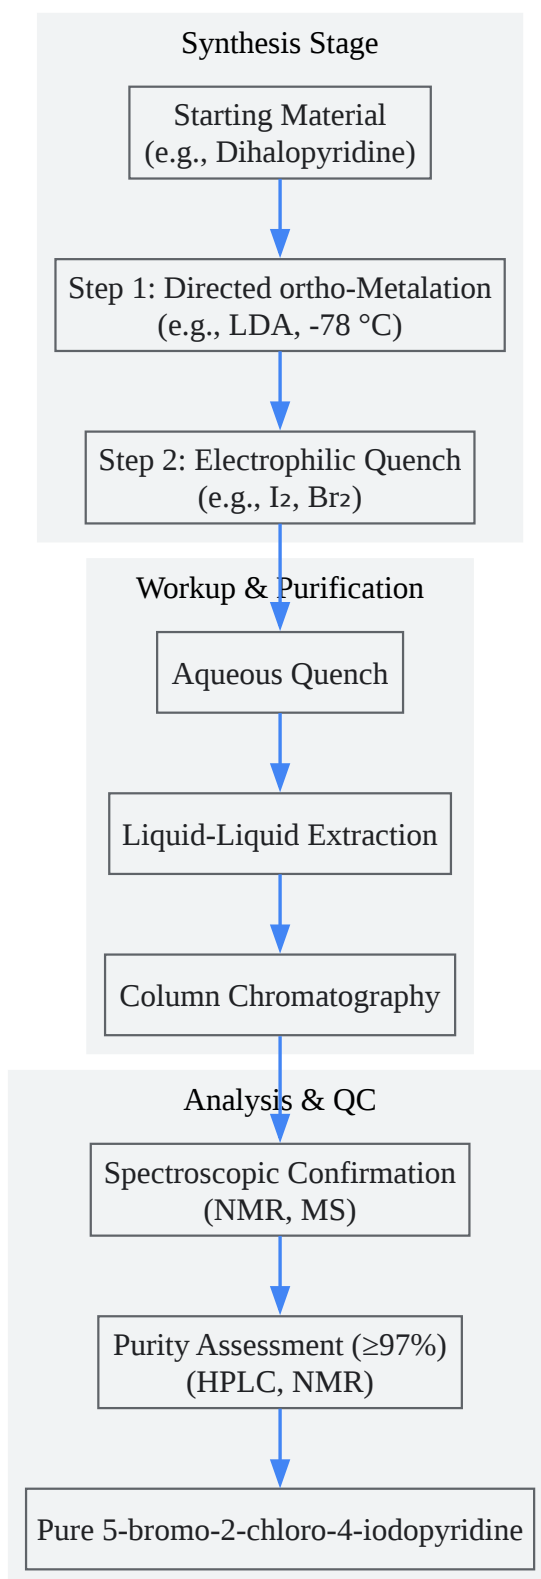 Synthesis Stage
Starting Material
(e.g., Dihalopyridine)
Step 1: Directed ortho-Metalation
(e.g., LDA, -78 °C)
Step 2: Electrophilic Quench
(e.g., I₂, Br₂)
Workup & Purification
Aqueous Quench
Liquid-Liquid Extraction
Column Chromatography
Analysis & QC
Spectroscopic Confirmation
(NMR, MS)
Purity Assessment (≥97%)
(HPLC, NMR)
Pure 5-bromo-2-chloro-4-iodopyridine